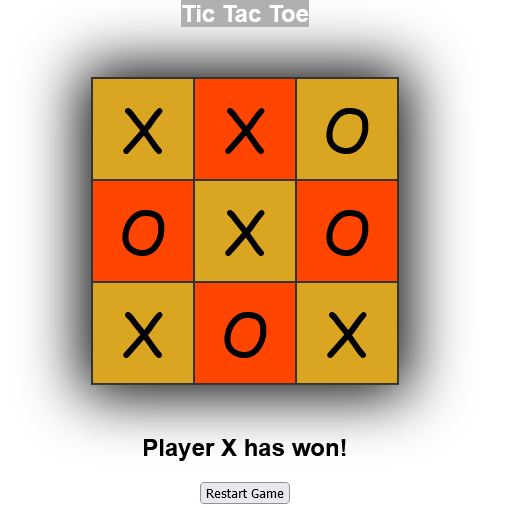 Tic Tac Toe
X X O
O X O
X O X
Player X has won!
Restart Game